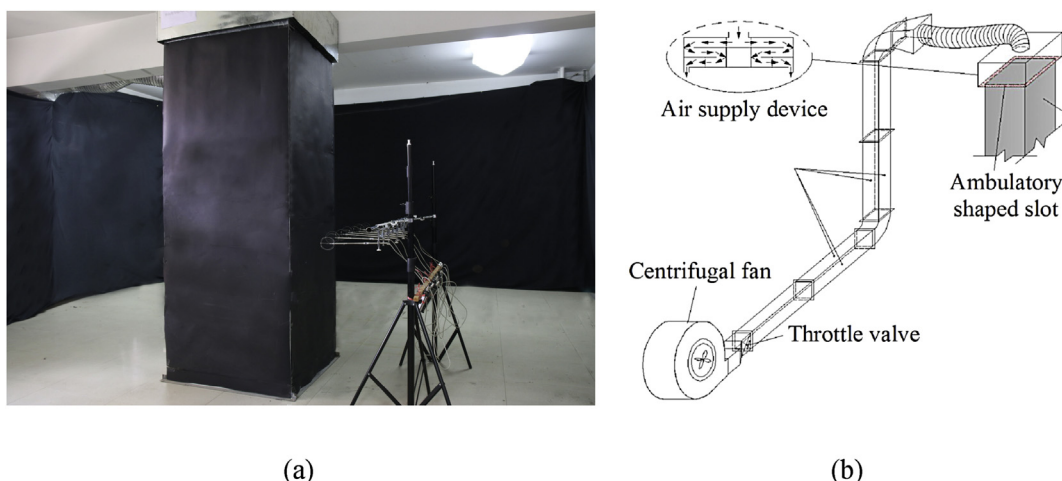 Air supply device
Ambulatory
shaped slot
Centrifugal fan
Throttle valve
(a)
(b)